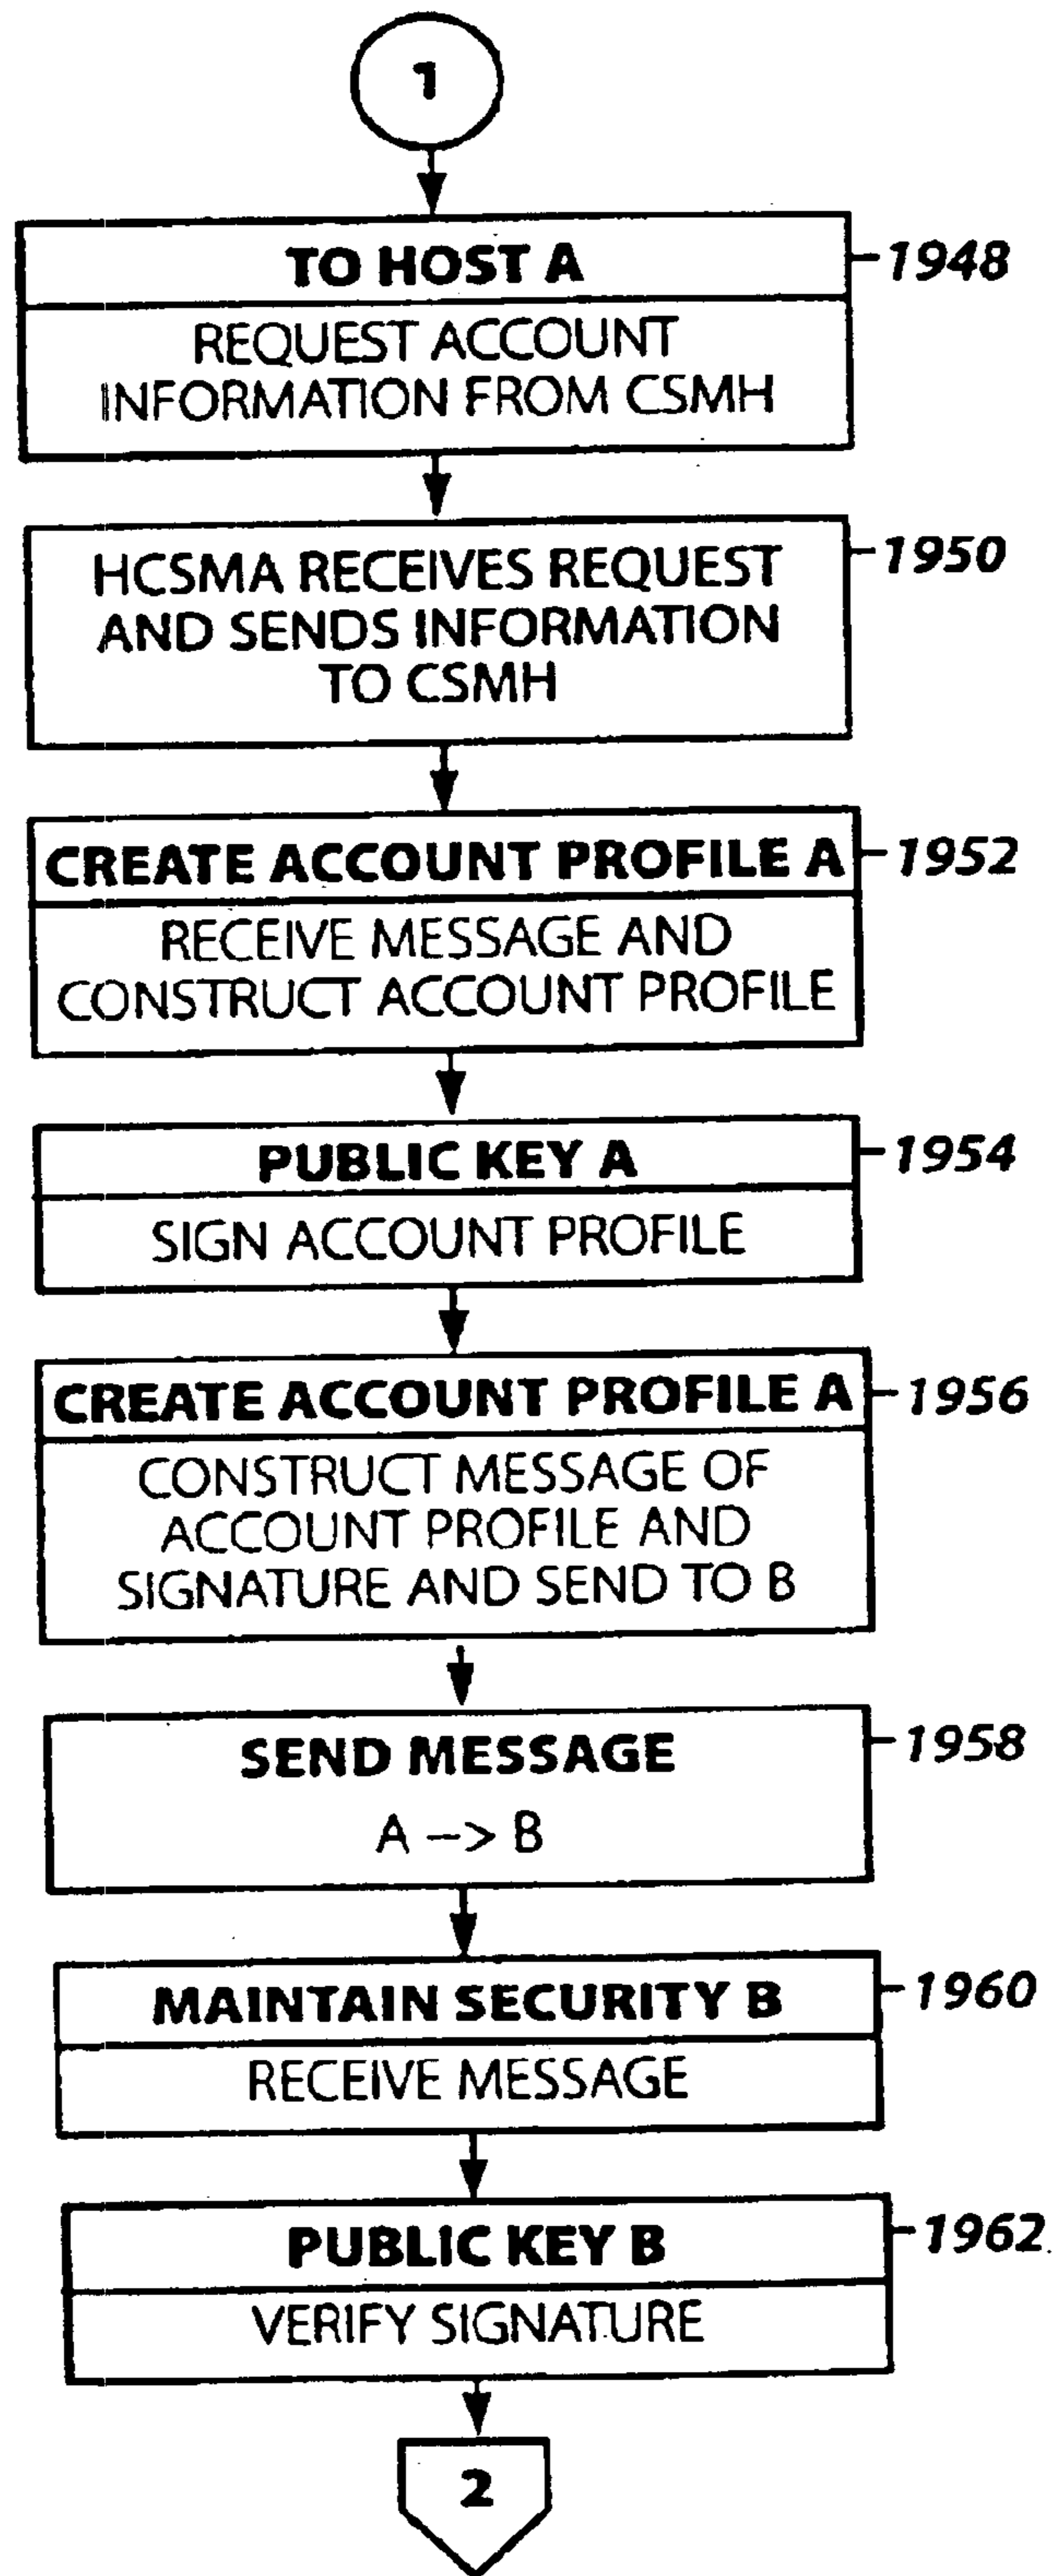 1
TO HOST A
1948
REQUEST ACCOUNT
INFORMATION FROM CSMH
HCSMA RECEIVES REQUEST
1950
AND SENDS INFORMATION
TO CSMH
CREATE ACCOUNT PROFILE A
1952
RECEIVE MESSAGE AND
CONSTRUCT ACCOUNT PROFILE
PUBLIC KEY A
1954
SIGN ACCOUNT PROFILE
CREATE ACCOUNT PROFILE A
1956
CONSTRUCT MESSAGE OF
ACCOUNT PROFILE AND
SIGNATURE AND SEND TO B
SEND MESSAGE
1958
A --> B
MAINTAIN SECURITY B
1960
RECEIVE MESSAGE
PUBLIC KEY B
1962
VERIFY SIGNATURE
2